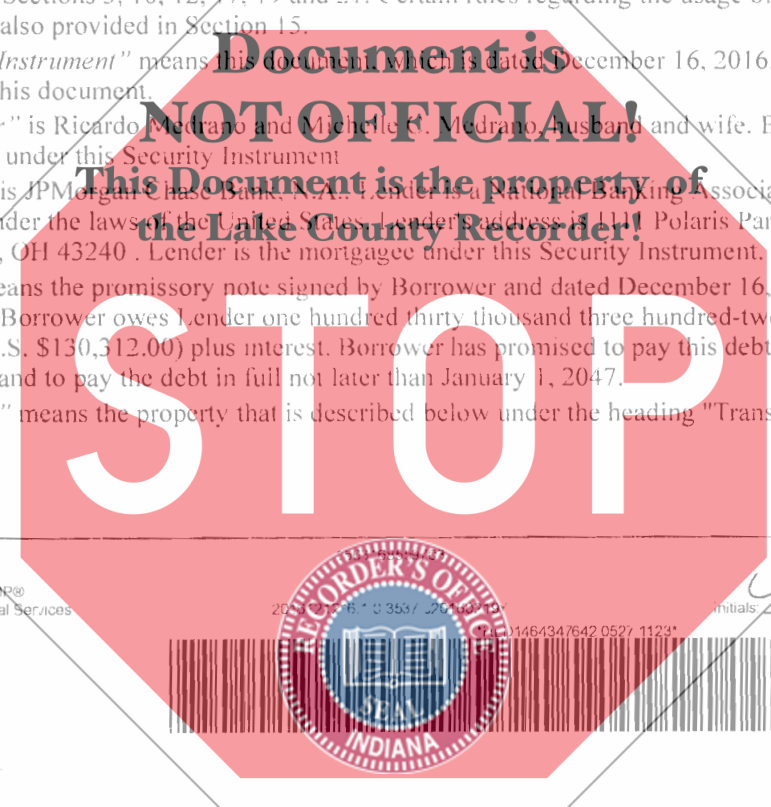 also provided in Section 15.
Instrument" means this document, which is dated December 16, 2016,
his document.
" is Ricardo Medrano and Michelle G. Medrano, husband and wife. B
under this Security Instrument
is JPMorgan Chase Bank, N.A.. Lender is a National Banking Associa
der the laws of the United States. Lender's address is 1111 Polaris Par
, OH 43240 . Lender is the mortgagee under this Security Instrument.
eans the promissory note signed by Borrower and dated December 16,
Borrower owes Lender one hundred thirty thousand three hundred-twe
.S. $130,312.00) plus interest. Borrower has promised to pay this debt
and to pay the debt in full not later than January 1, 2047.
" means the property that is described below under the heading "Trans
Document is
NOT OFFICIAL!
This Document is the property of
the Lake County Recorder!
STOP
P®
al Services
Initials:
1464347642 0527 1123*
RECORDER'S OFFICE
SEAL
INDIANA